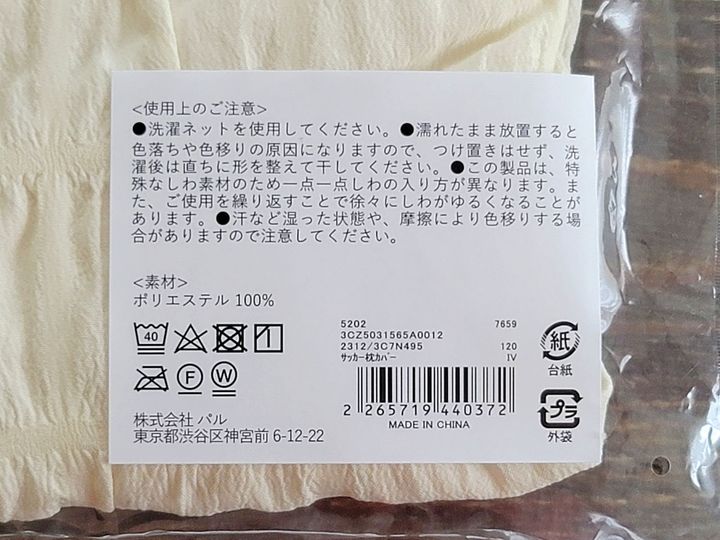 <使用上のご注意>
●洗濯ネットを使用してください。●濡れたまま放置すると
色落ちや色移りの原因になりますので、つけ置きはせず、洗
濯後は直ちに形を整えて干してください。●この製品は、特
殊なしわ素材のため一点一点しわの入り方が異なります。ま
た、ご使用を繰り返すことで徐々にしわがゆるくなることが
あります。●汗など湿った状態や、摩擦により色移りする場
合がありますので注意してください。
<素材>
ポリエステル 100%
40
F W
株式会社 パル
東京都渋谷区神宮前 6-12-22
5202 7659
3CZ5031565A0012
2312/3C7N495 120
サッカー枕カバー IV
2 265719 440372
MADE IN CHINA
紙
台紙
プラ
外袋